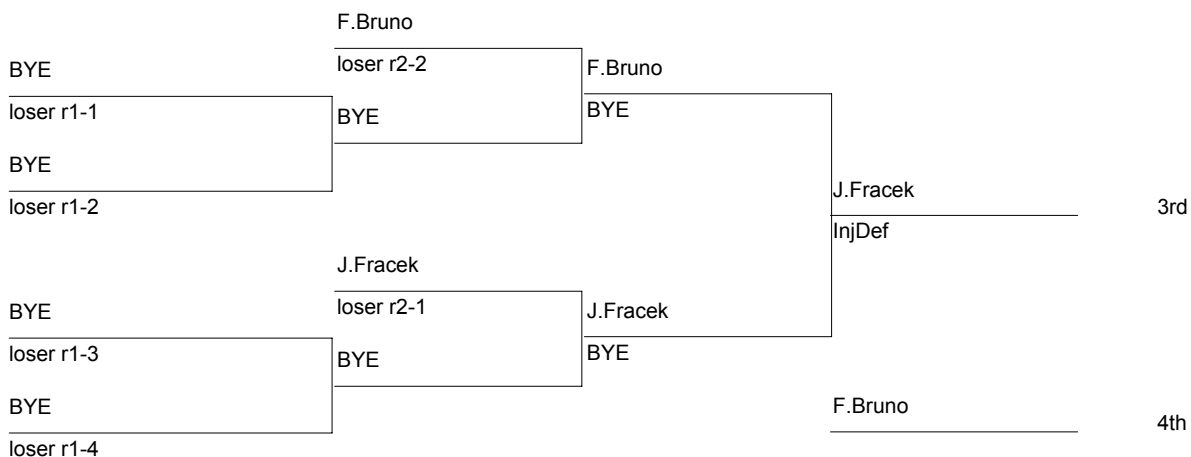 F.Bruno
BYE
loser r2-2
F.Bruno
loser r1-1
BYE
BYE
BYE
loser r1-2
J.Fracek
3rd
InjDef
J.Fracek
BYE
loser r2-1
J.Fracek
loser r1-3
BYE
BYE
BYE
F.Bruno
4th
loser r1-4